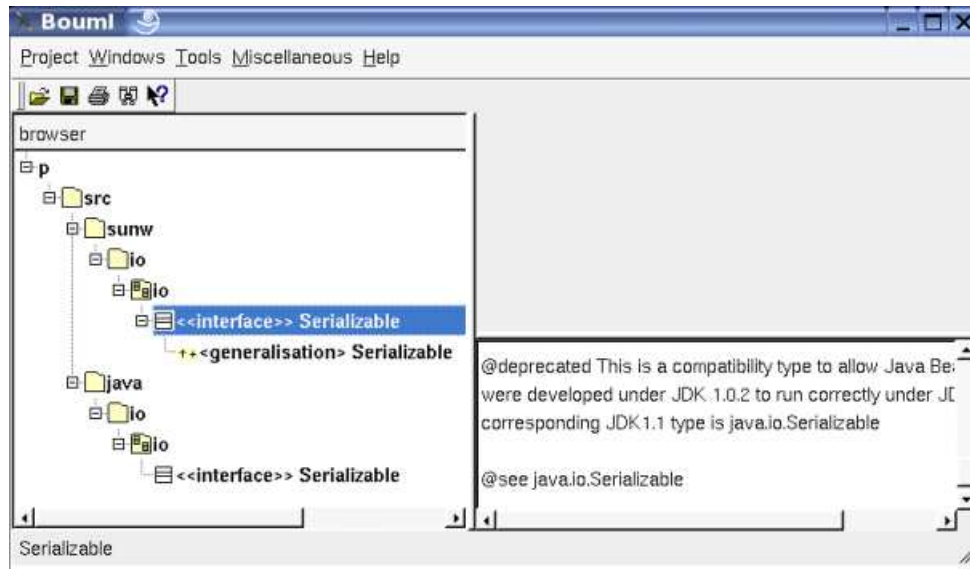 Bouml
Project Windows Tools Miscellaneous Help
browser
p
src
sunw
io
io
<<interface>> Serializable
<generalisation> Serializable
java
io
io
<<interface>> Serializable
@deprecated This is a compatibility type to allow Java
were developed under JDK 1.0.2 to run correctly under
corresponding JDK1.1 type is java.io.Serializable
@see java.io.Serializable
Serializable